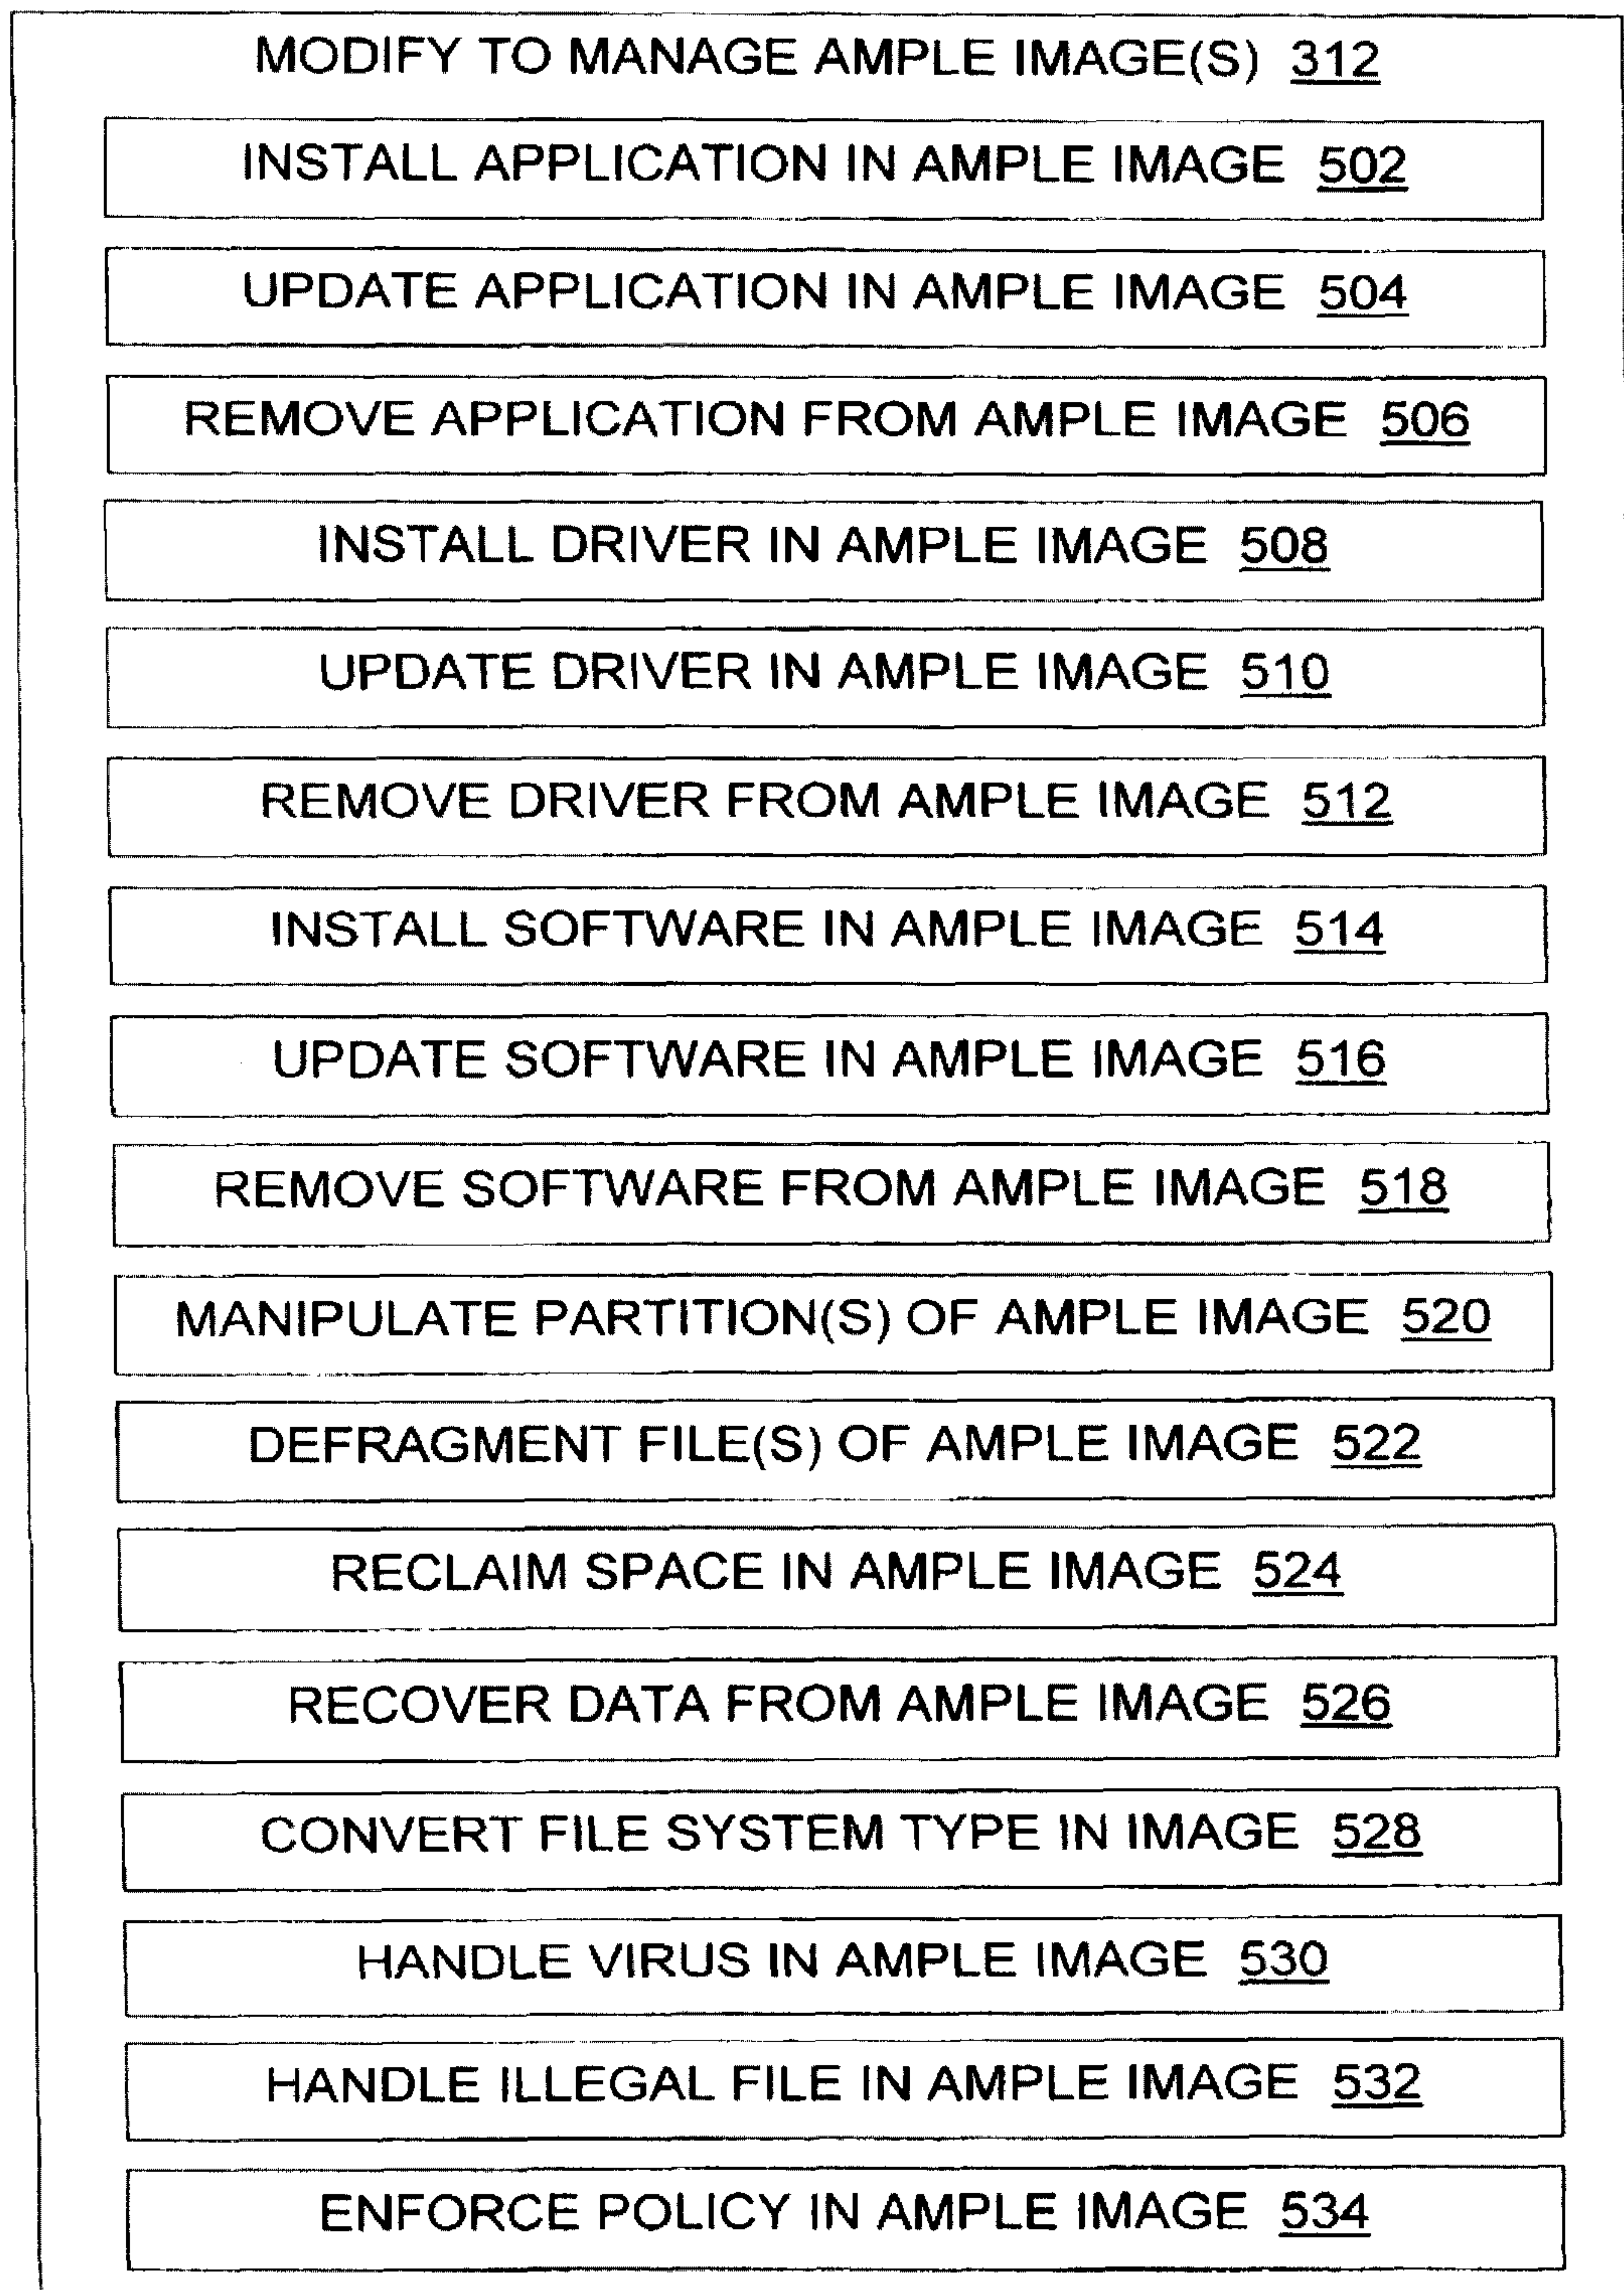 MODIFY TO MANAGE AMPLE IMAGE(S) 312
INSTALL APPLICATION IN AMPLE IMAGE 502
UPDATE APPLICATION IN AMPLE IMAGE 504
REMOVE APPLICATION FROM AMPLE IMAGE 506
INSTALL DRIVER IN AMPLE IMAGE 508
UPDATE DRIVER IN AMPLE IMAGE 510
REMOVE DRIVER FROM AMPLE IMAGE 512
INSTALL SOFTWARE IN AMPLE IMAGE 514
UPDATE SOFTWARE IN AMPLE IMAGE 516
REMOVE SOFTWARE FROM AMPLE IMAGE 518
MANIPULATE PARTITION(S) OF AMPLE IMAGE 520
DEFRAGMENT FILE(S) OF AMPLE IMAGE 522
RECLAIM SPACE IN AMPLE IMAGE 524
RECOVER DATA FROM AMPLE IMAGE 526
CONVERT FILE SYSTEM TYPE IN IMAGE 528
HANDLE VIRUS IN AMPLE IMAGE 530
HANDLE ILLEGAL FILE IN AMPLE IMAGE 532
ENFORCE POLICY IN AMPLE IMAGE 534